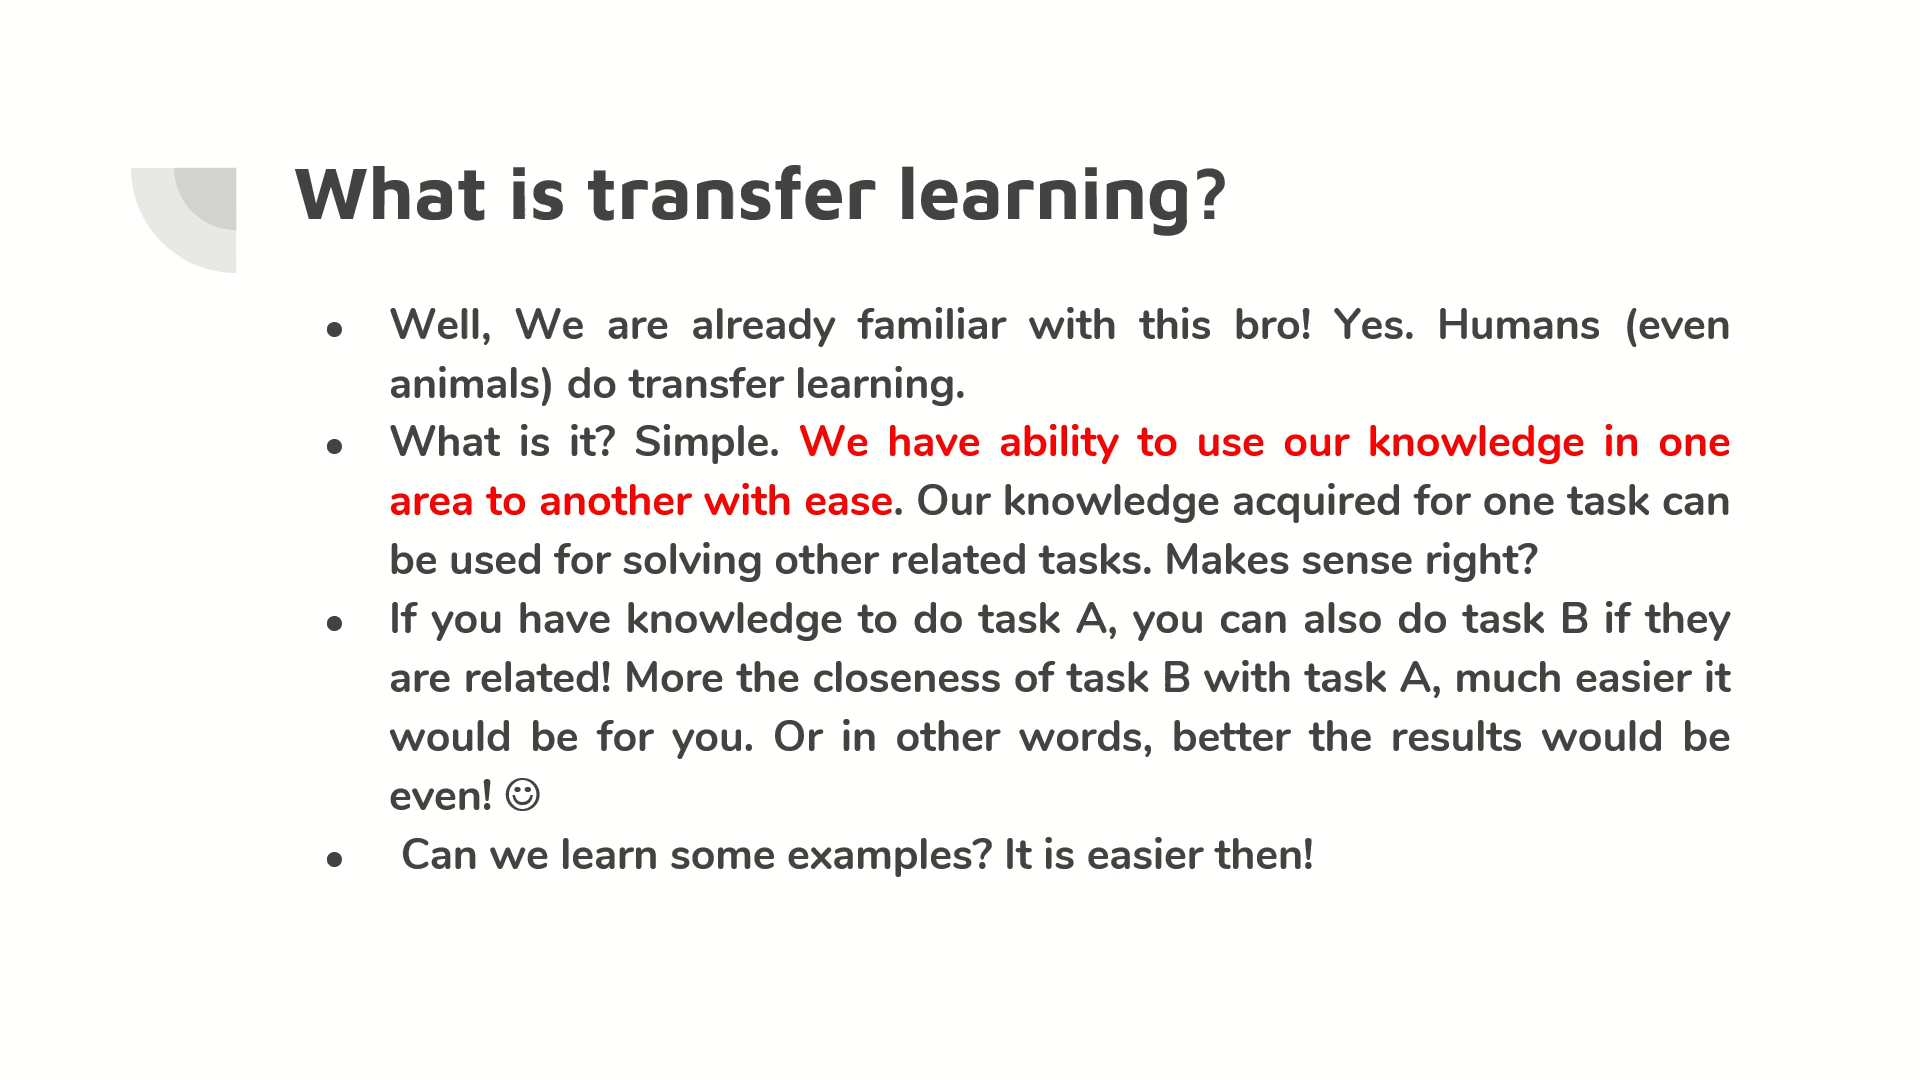 What is transfer learning?
● Well, We are already familiar with this bro! Yes. Humans (even
animals) do transfer learning.
● What is it? Simple. We have ability to use our knowledge in one
area to another with ease. Our knowledge acquired for one task can
be used for solving other related tasks. Makes sense right?
● If you have knowledge to do task A, you can also do task B if they
are related! More the closeness of task B with task A, much easier it
would be for you. Or in other words, better the results would be
even! ☺
● Can we learn some examples? It is easier then!